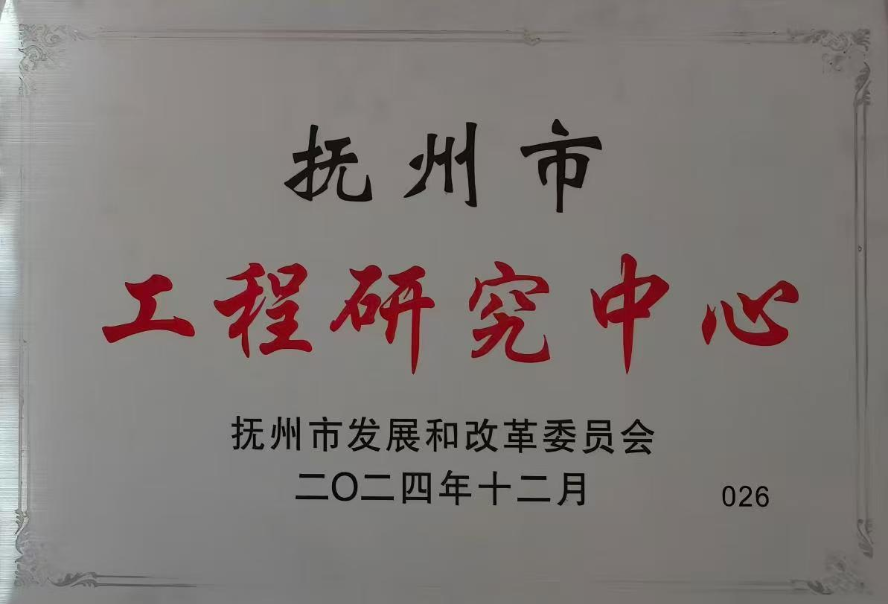 抚州市
工程研究中心
抚州市发展和改革委员会
二〇二四年十二月
026